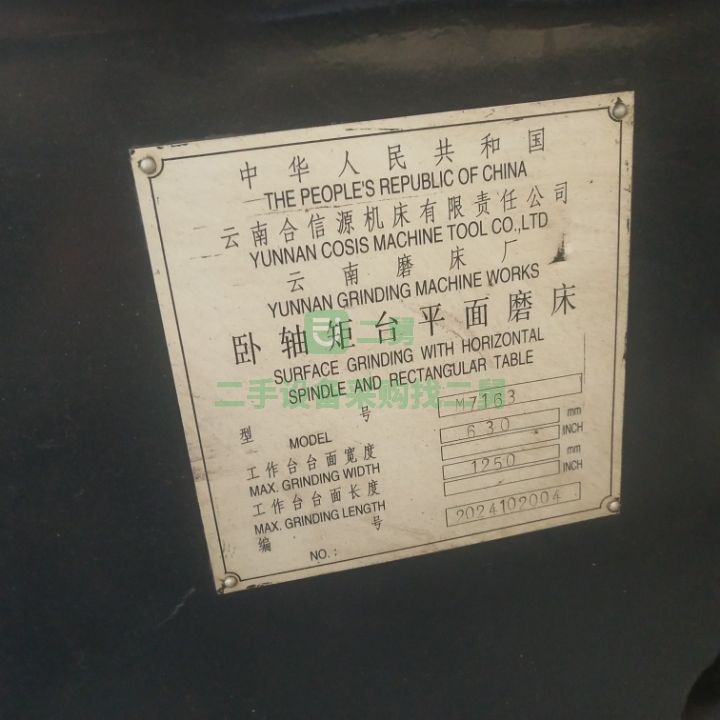 中华人民共和国
THE PEOPLE'S REPUBLIC OF CHINA
云南合信源机床有限责任公司
YUNNAN COSIS MACHINE TOOL CO.,LTD
云南磨床厂
YUNNAN GRINDING MACHINE WORKS
卧轴矩台平面磨床
二舅
SURFACE GRINDING WITH HORIZONTAL
SPINDLE AND RECTANGULAR TABLE
二手设备采购找二舅
型号 M7163
MODEL
工作台台面宽度 630 mm
MAX. GRINDING WIDTH INCH
工作台台面长度 1250 mm
MAX. GRINDING LENGTH INCH
编号 2024102004
NO.: